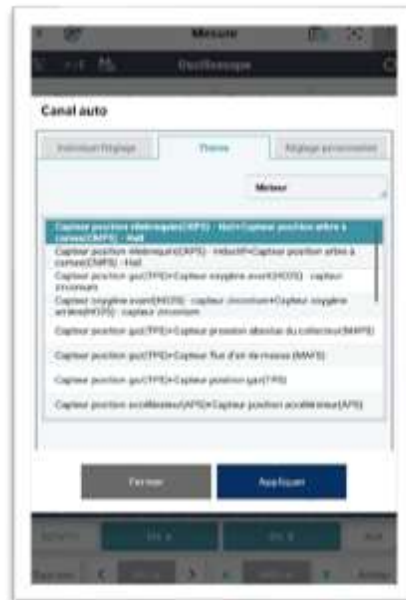 Mesure
Oscilloscope
Canal auto
Individuel Réglage
Thème
Réglage personnalisé
Moteur
Capteur position vilebrequin(CKPS) - Hall+Capteur position arbre à
cames(CMPS) - Hall
Capteur position vilebrequin(CKPS) - inductif+Capteur position arbre à
cames(CMPS) - Hall
Capteur position gaz(TPS)+Capteur oxygène avant(HO2S) : capteur
zirconium
Capteur oxygène avant(HO2S) : capteur zirconium+Capteur oxygène
arrière(HO2S) : capteur zirconium
Capteur position gaz(TPS)+Capteur pression absolue du collecteur(MAPS)
Capteur position gaz(TPS)+Capteur flux d'air de masse (MAFS)
Capteur position gaz(TPS)+Capteur position gaz(TPS)
Capteur position accélérateur(APS)+Capteur position accélérateur(APS)
Fermer
Appliquer